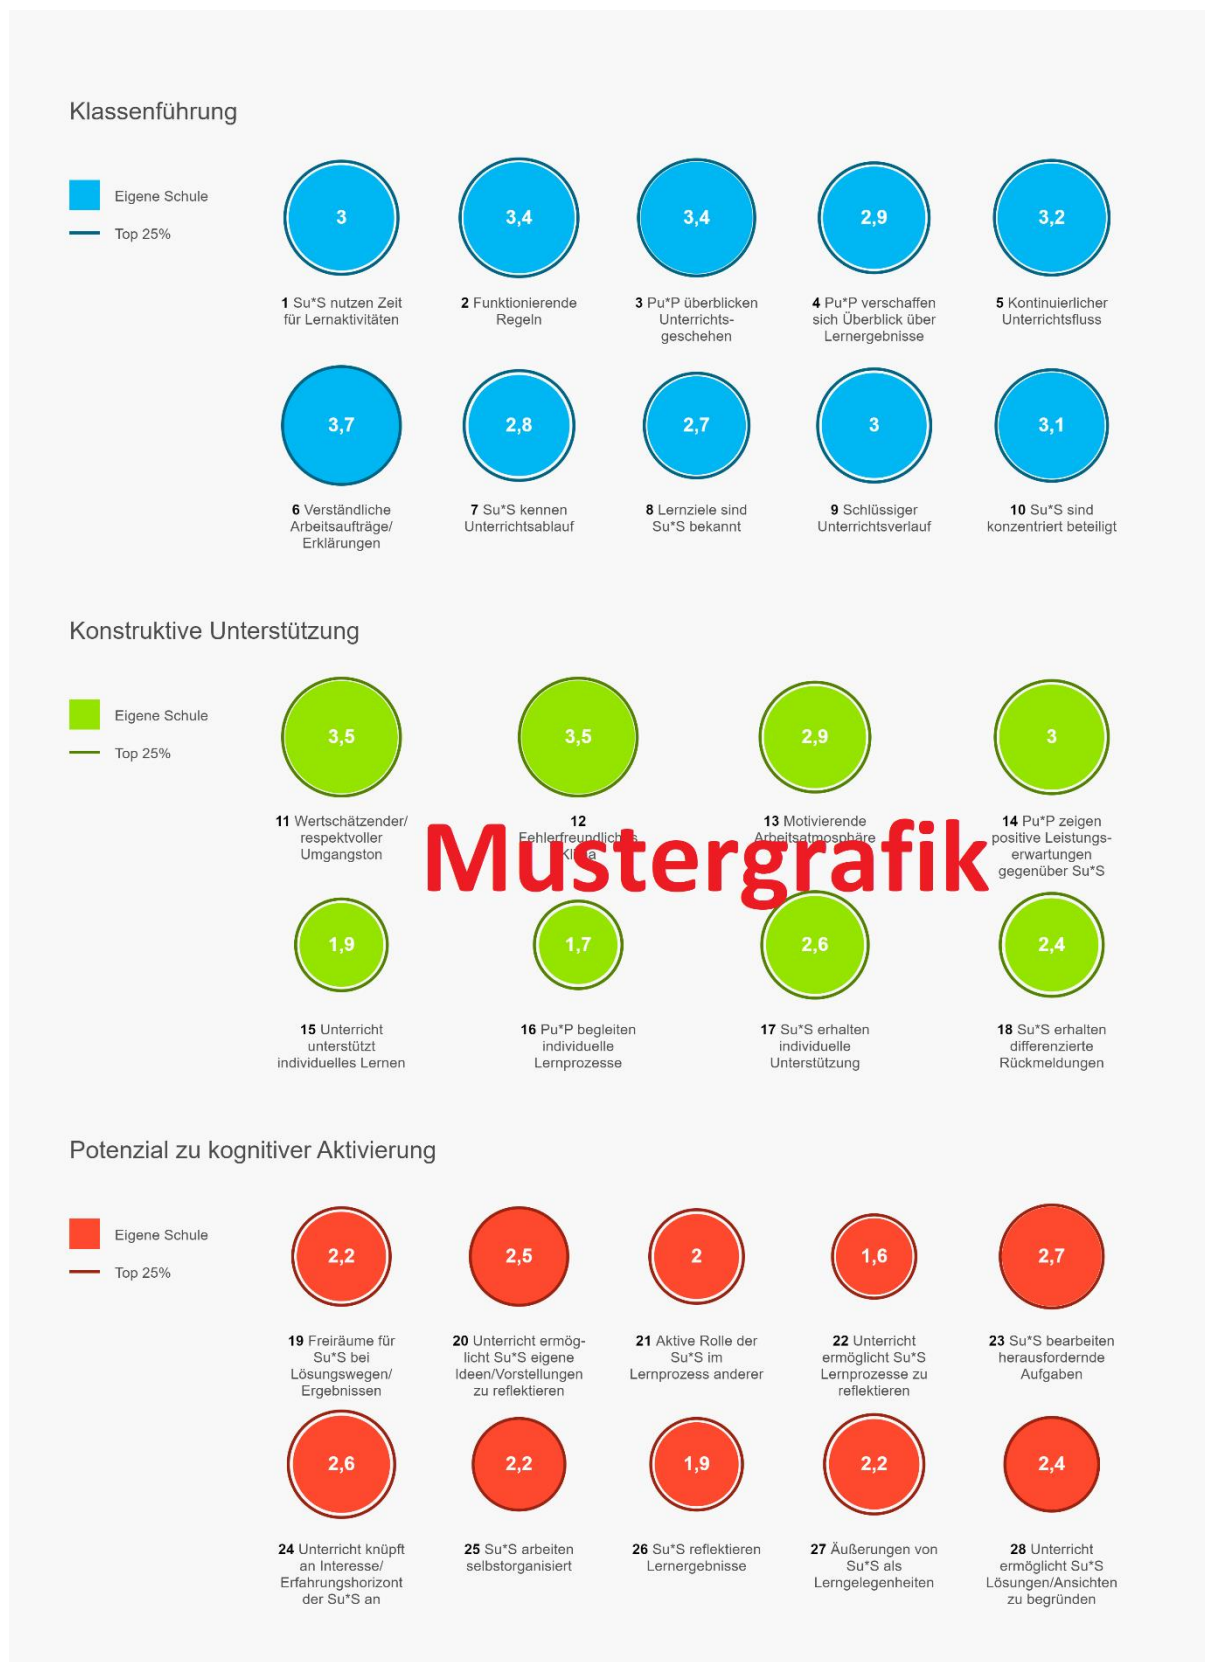 Klassenführung
Eigene Schule
Top 25%
3
3,4
3,4
2,9
3,2
1 Su*S nutzen Zeit
für Lernaktivitäten
2 Funktionierende
Regeln
3 Pu*P überblicken
Unterrichts-
geschehen
4 Pu*P verschaffen
sich Überblick über
Lernergebnisse
5 Kontinuierlicher
Unterrichtsfluss
3,7
2,8
2,7
3
3,1
6 Verständliche
Arbeitsaufträge/
Erklärungen
7 Su*S kennen
Unterrichtsablauf
8 Lernziele sind
Su*S bekannt
9 Schlüssiger
Unterrichtsverlauf
10 Su*S sind
konzentriert beteiligt
Konstruktive Unterstützung
Eigene Schule
Top 25%
3,5
3,5
2,9
3
11 Wertschätzender/
respektvoller
Umgangston
12
Fehlerfreundliches
Klima
13 Motivierende
Arbeitsatmosphäre
14 Pu*P zeigen
positive Leistungs-
erwartungen
gegenüber Su*S
Mustergrafik
1,9
1,7
2,6
2,4
15 Unterricht
unterstützt
individuelles Lernen
16 Pu*P begleiten
individuelle
Lernprozesse
17 Su*S erhalten
individuelle
Unterstützung
18 Su*S erhalten
differenzierte
Rückmeldungen
Potenzial zu kognitiver Aktivierung
Eigene Schule
Top 25%
2,2
2,5
2
1,6
2,7
19 Freiräume für
Su*S bei
Lösungswegen/
Ergebnissen
20 Unterricht ermög-
licht Su*S eigene
Ideen/Vorstellungen
zu reflektieren
21 Aktive Rolle der
Su*S im
Lernprozess anderer
22 Unterricht
ermöglicht Su*S
Lernprozesse zu
reflektieren
23 Su*S bearbeiten
herausfordernde
Aufgaben
2,6
2,2
1,9
2,2
2,4
24 Unterricht knüpft
an Interesse/
Erfahrungshorizont
der Su*S an
25 Su*S arbeiten
selbstorganisiert
26 Su*S reflektieren
Lernergebnisse
27 Äußerungen von
Su*S als
Lerngelegenheiten
28 Unterricht
ermöglicht Su*S
Lösungen/Ansichten
zu begründen